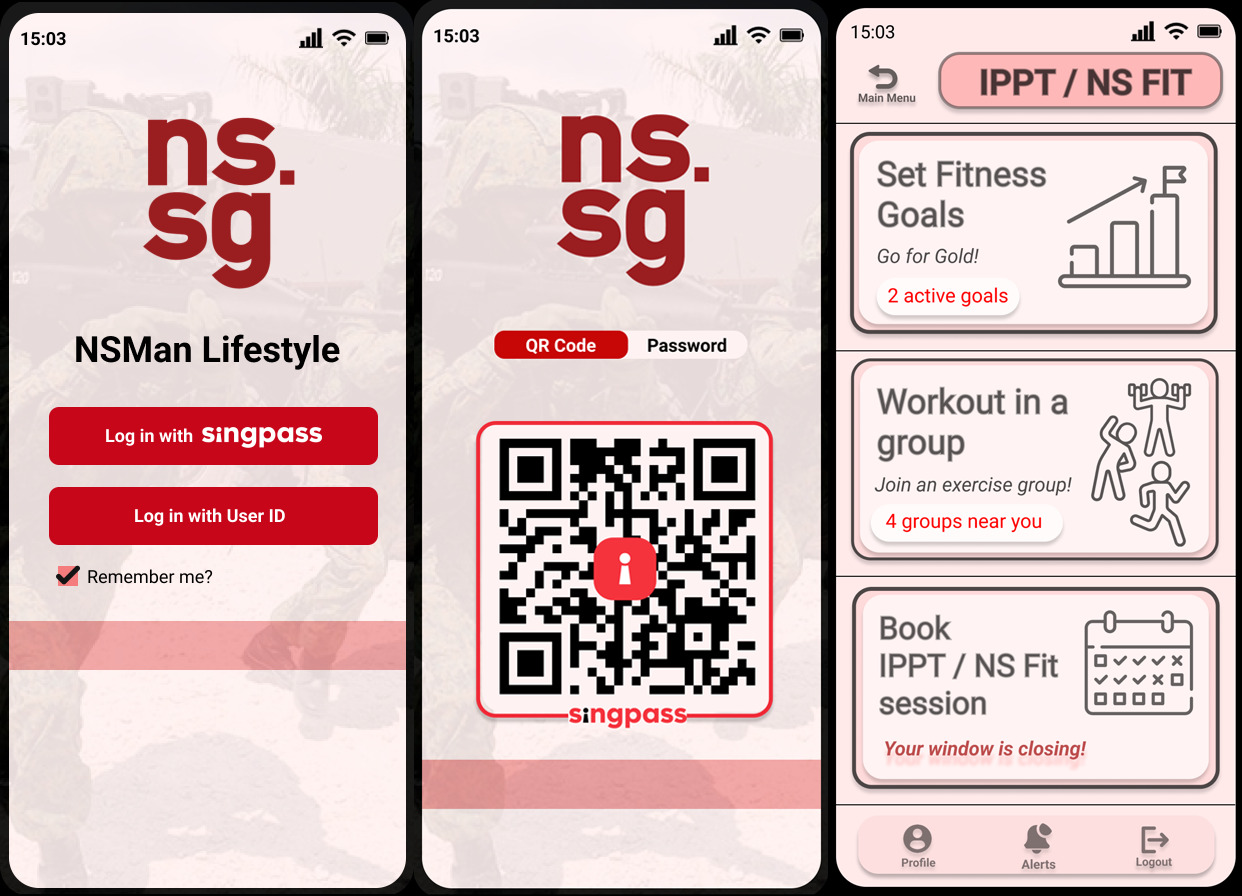 15:03
ns.
sg
NSMan Lifestyle
Log in with singpass
Log in with User ID
Remember me?
15:03
ns.
sg
QR Code
Password
singpass
15:03
Main Menu
IPPT / NS FIT
Set Fitness
Goals
Go for Gold!
2 active goals
Workout in a
group
Join an exercise group!
4 groups near you
Book
IPPT / NS Fit
session
Your window is closing!
Profile
Alerts
Logout